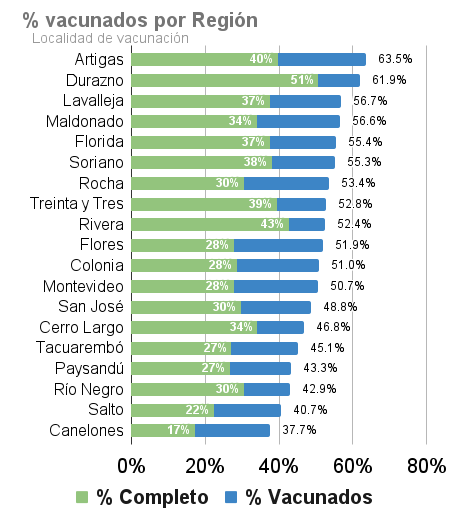 % vacunados por Región
Localidad de vacunación
Artigas 40% 63.5%
Durazno 51% 61.9%
Lavalleja 37% 56.7%
Maldonado 34% 56.6%
Florida 37% 55.4%
Soriano 38% 55.3%
Rocha 30% 53.4%
Treinta y Tres 39% 52.8%
Rivera 43% 52.4%
Flores 28% 51.9%
Colonia 28% 51.0%
Montevideo 28% 50.7%
San José 30% 48.8%
Cerro Largo 34% 46.8%
Tacuarembó 27% 45.1%
Paysandú 27% 43.3%
Río Negro 30% 42.9%
Salto 22% 40.7%
Canelones 17% 37.7%
0% 20% 40% 60% 80%
% Completo % Vacunados